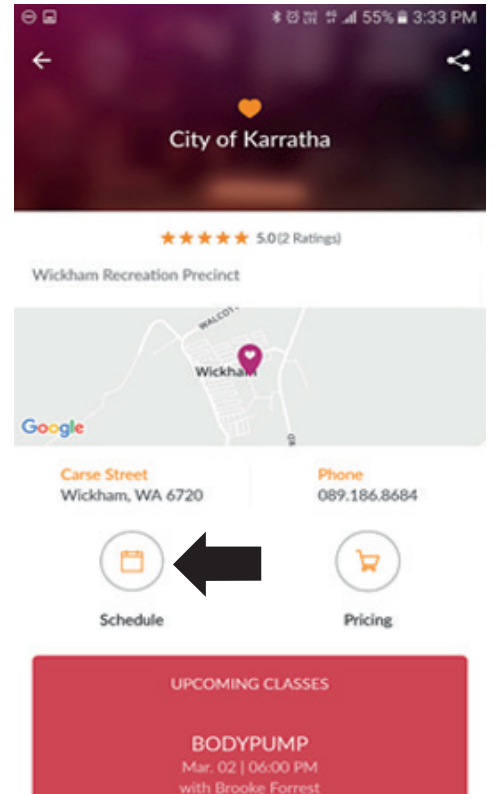 55% 3:33 PM
City of Karratha
5.0 (2 Ratings)
Wickham Recreation Precinct
WALCOTT
Wickham
Google
Carse Street
Phone
Wickham, WA 6720
089.186.8684
Schedule
Pricing
UPCOMING CLASSES
BODYPUMP
Mar. 02 | 06:00 PM
with Brooke Forrest